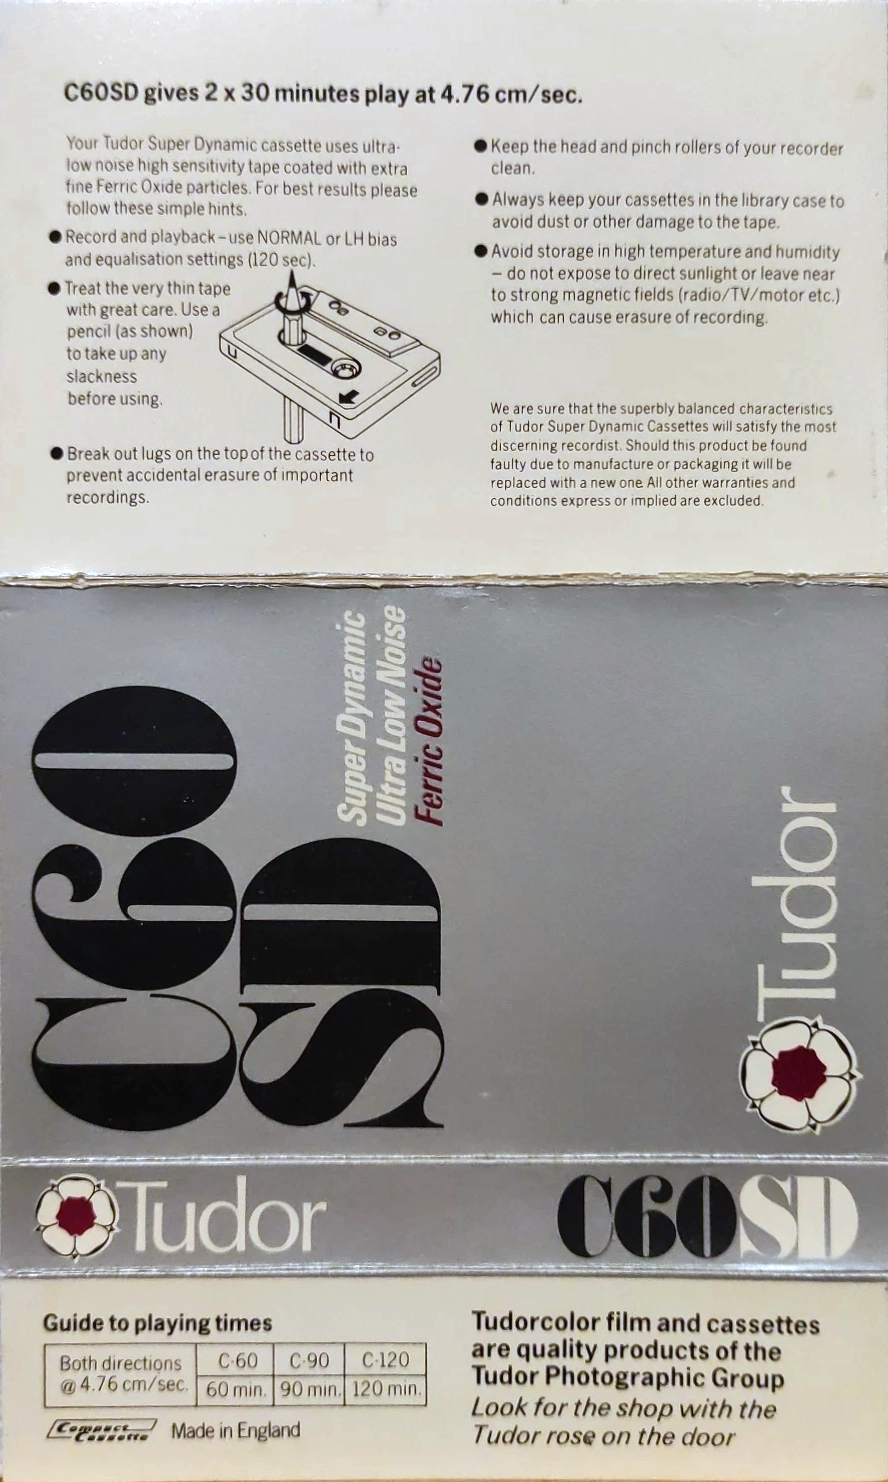 C60SD gives 2 x 30 minutes play at 4.76 cm/sec.
Your Tudor Super Dynamic cassette uses ultra-
low noise high sensitivity tape coated with extra
fine Ferric Oxide particles. For best results please
follow these simple hints.
● Record and playback – use NORMAL or LH bias
and equalisation settings (120 sec).
● Treat the very thin tape
with great care. Use a
pencil (as shown)
to take up any
slackness
before using.
● Break out lugs on the top of the cassette to
prevent accidental erasure of important
recordings.
● Keep the head and pinch rollers of your recorder
clean.
● Always keep your cassettes in the library case to
avoid dust or other damage to the tape.
● Avoid storage in high temperature and humidity
– do not expose to direct sunlight or leave near
to strong magnetic fields (radio/TV/motor etc.)
which can cause erasure of recording.
We are sure that the superbly balanced characteristics
of Tudor Super Dynamic Cassettes will satisfy the most
discerning recordist. Should this product be found
faulty due to manufacture or packaging it will be
replaced with a new one. All other warranties and
conditions express or implied are excluded.
C60
SD
Super Dynamic
Ultra Low Noise
Ferric Oxide
Tudor
Tudor
C60SD
Guide to playing times
Both directions C-60 C-90 C-120
@ 4.76 cm/sec. 60 min. 90 min. 120 min.
Compact
Cassette
Made in England
Tudorcolor film and cassettes
are quality products of the
Tudor Photographic Group
Look for the shop with the
Tudor rose on the door